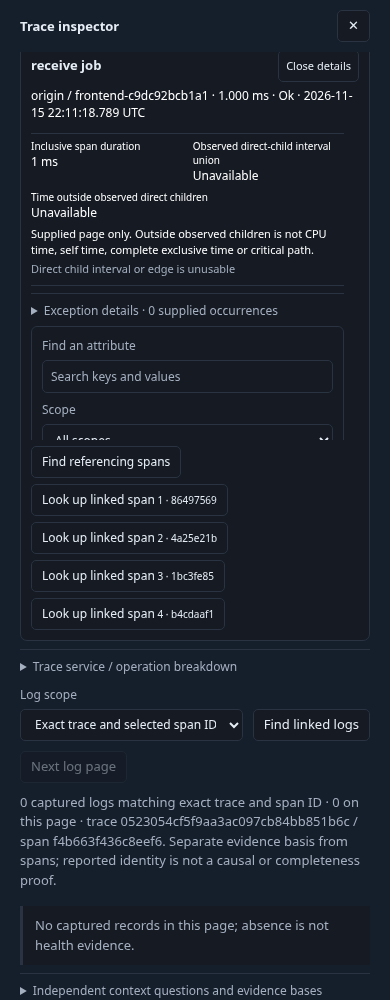 Trace inspector
×
receive job
Close details
origin / frontend-c9dc92bcb1a1 · 1.000 ms · Ok · 2026-11-
15 22:11:18.789 UTC
Inclusive span duration
1 ms
Observed direct-child interval
union
Unavailable
Time outside observed direct children
Unavailable
Supplied page only. Outside observed children is not CPU
time, self time, complete exclusive time or critical path.
Direct child interval or edge is unusable
▶ Exception details · 0 supplied occurrences
Find an attribute
Search keys and values
Scope
All scopes
Find referencing spans
Look up linked span 1 · 86497569
Look up linked span 2 · 4a25e21b
Look up linked span 3 · 1bc3fe85
Look up linked span 4 · b4cdaaf1
▶ Trace service / operation breakdown
Log scope
Exact trace and selected span ID
Find linked logs
Next log page
0 captured logs matching exact trace and span ID · 0 on
this page · trace 0523054cf5f9aa3ac097cb84bb851b6c /
span f4b663f436c8eef6. Separate evidence basis from
spans; reported identity is not a causal or completeness
proof.
No captured records in this page; absence is not
health evidence.
▶ Independent context questions and evidence bases